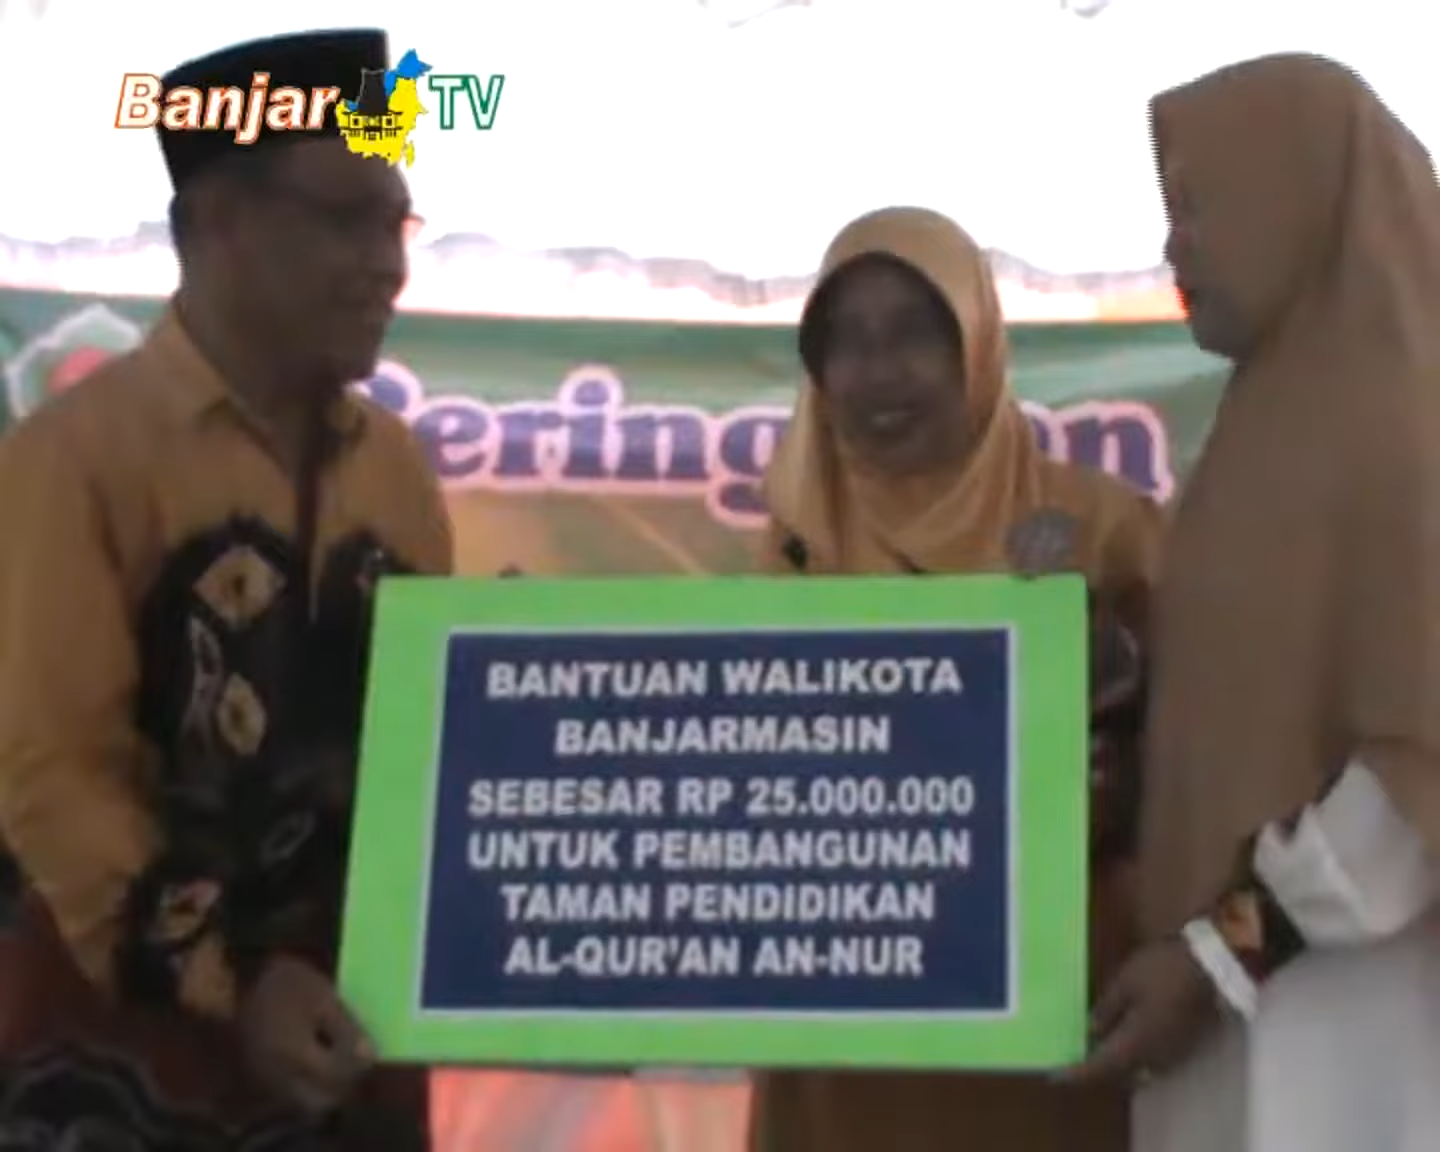 Banjar TV
BANTUAN WALIKOTA
BANJARMASIN
SEBESAR RP 25.000.000
UNTUK PEMBANGUNAN
TAMAN PENDIDIKAN
AL-QUR'AN AN-NUR